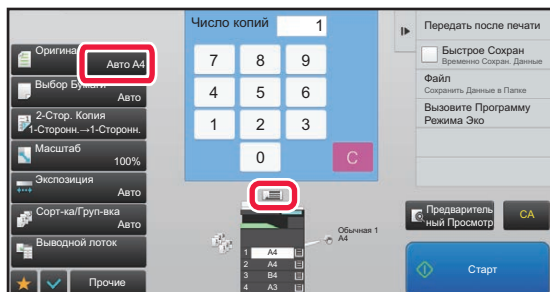 Число копий 1
Оригина
Авто A4
Выбор Бумаги
Авто
2-Стор. Копия
1-Сторонн.→1-Сторонн.
Масштаб
100%
Экспозиция
Авто
Сорт-ка/Груп-вка
Авто
Выводной лоток
Прочие
7 8 9
4 5 6
1 2 3
0 C
Обычная 1
A4
1 A4
2 A4
3 B4
4 A3
Передать после печати
Быстрое Сохран
Временно Сохран. Данные
Файл
Сохранить Данные в Папке
Вызовите Программу
Режима Эко
Предваритель
ный Просмотр
CA
Старт